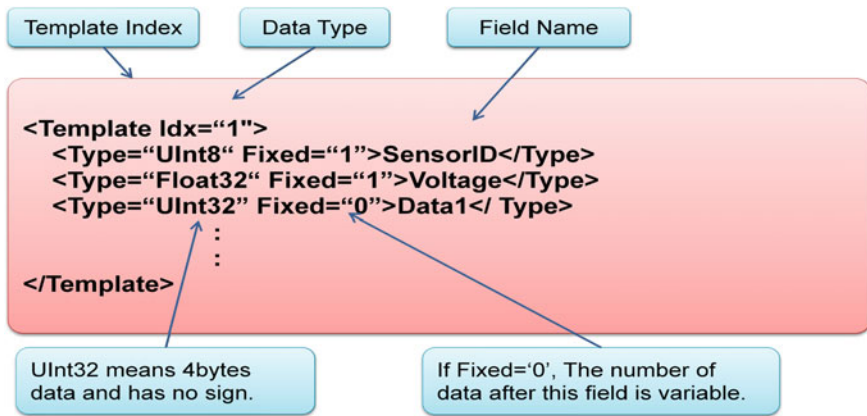 Template Index
Data Type
Field Name
<Template Idx=“1">
<Type=“UInt8“ Fixed=“1”>SensorID</Type>
<Type=“Float32“ Fixed=“1”>Voltage</Type>
<Type=“UInt32” Fixed=“0”>Data1</ Type>
:
:
</Template>
UInt32 means 4bytes
data and has no sign.
If Fixed=‘0’, The number of
data after this field is variable.